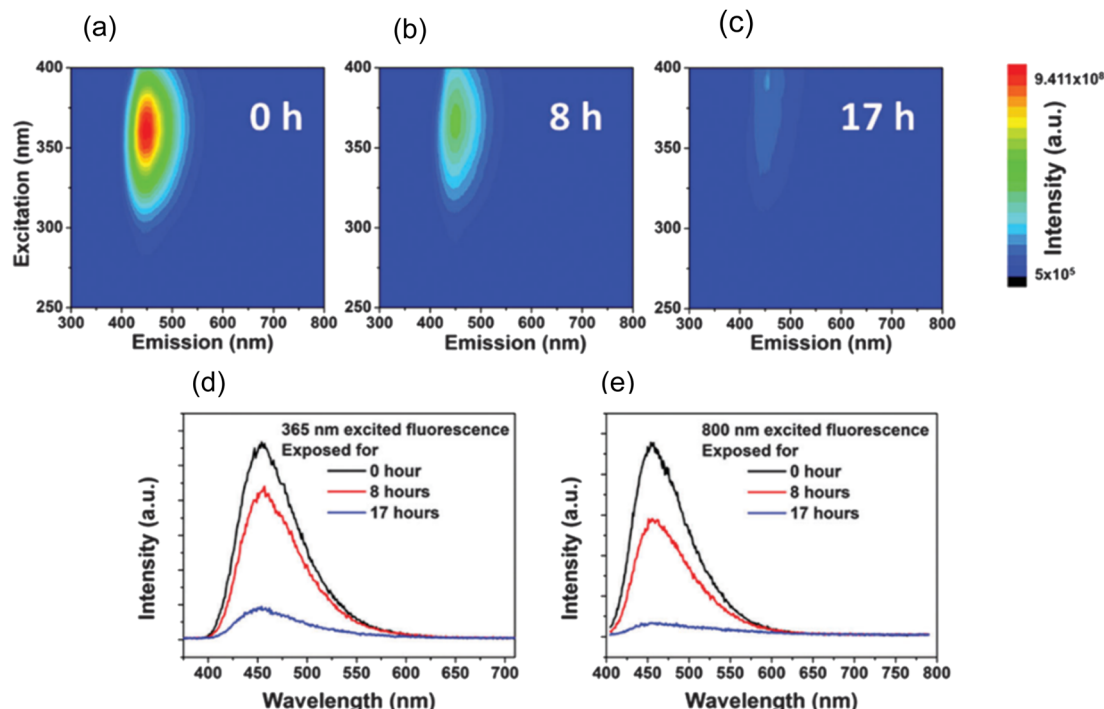 (a)
(b)
(c)
400
350
300
250
Excitation (nm)
0 h
300 400 500 600 700 800
Emission (nm)
400
350
300
250
8 h
300 400 500 600 700 800
Emission (nm)
400
350
300
250
17 h
300 400 500 600 700 800
Emission (nm)
9.411x10⁸
Intensity (a.u.)
5x10⁵
(d)
Intensity (a.u.)
365 nm excited fluorescence
Exposed for
0 hour
8 hours
17 hours
400 450 500 550 600 650 700
Wavelength (nm)
(e)
Intensity (a.u.)
800 nm excited fluorescence
Exposed for
0 hour
8 hours
17 hours
400 450 500 550 600 650 700 750 800
Wavelength (nm)